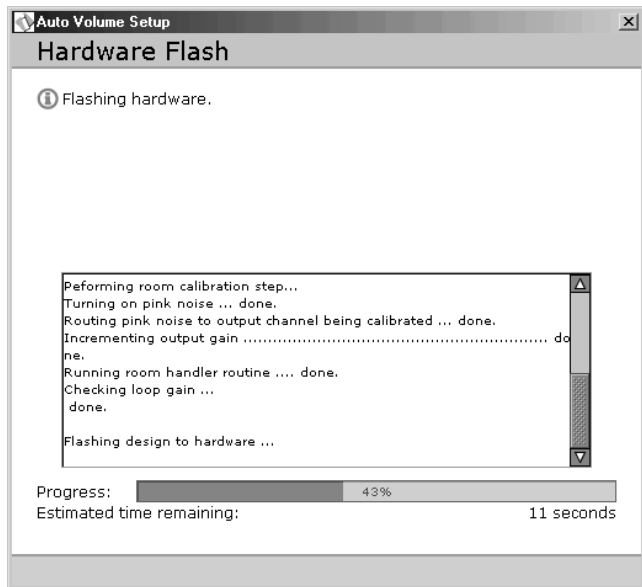 Auto Volume Setup
Hardware Flash
Flashing hardware.
Peforming room calibration step...
Turning on pink noise ... done.
Routing pink noise to output channel being calibrated ... done.
Incrementing output gain .............................................................. do
ne.
Running room handler routine .... done.
Checking loop gain ...
done.
Flashing design to hardware ...
Progress: 43%
Estimated time remaining: 11 seconds